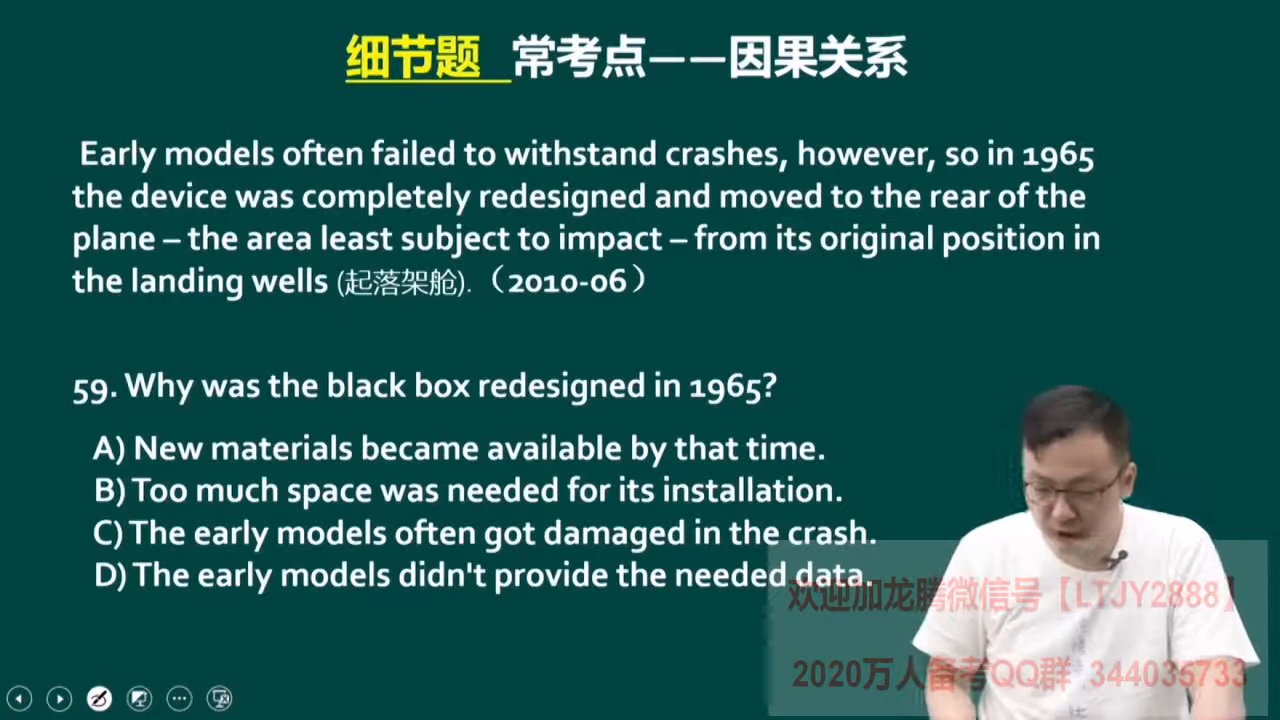 细节题 常考点——因果关系
Early models often failed to withstand crashes, however, so in 1965
the device was completely redesigned and moved to the rear of the
plane – the area least subject to impact – from its original position in
the landing wells (起落架舱).（2010-06）
59. Why was the black box redesigned in 1965?
A) New materials became available by that time.
B) Too much space was needed for its installation.
C) The early models often got damaged in the crash.
D) The early models didn't provide the needed data.
欢迎加龙腾微信号【LTJY2888】
2020万人备考QQ群 344035733